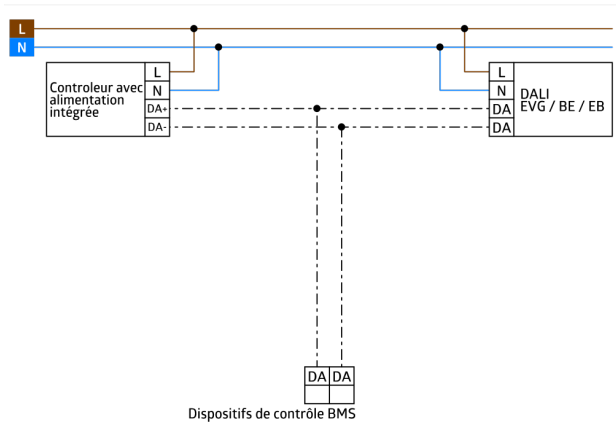 L
N
Controleur avec
alimentation
intégrée
L
N
DA+
DA-
L
N
DA
DA
DALI
EVG / BE / EB
DA DA
Dispositifs de contrôle BMS